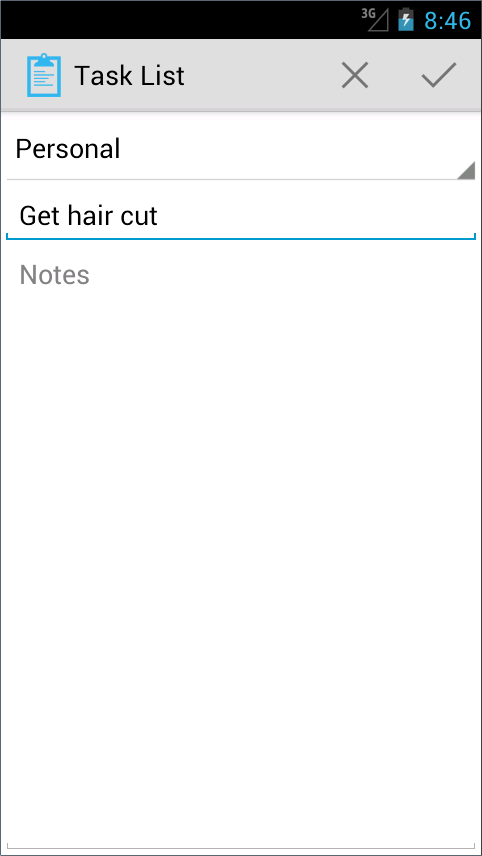 3G 8:46
Task List
Personal
Get hair cut
Notes